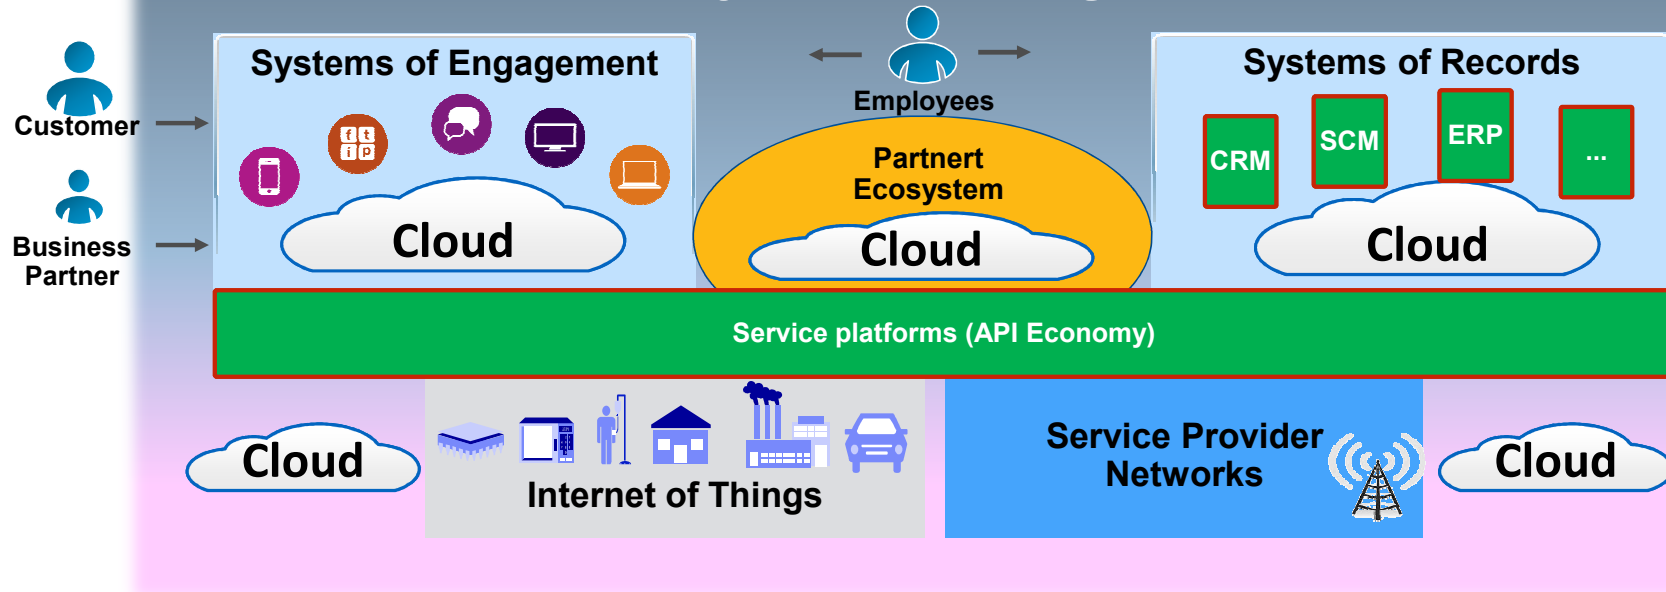 Customer
Business
Partner
Systems of Engagement
f t
i p
Cloud
Employees
Partnert
Ecosystem
Cloud
Systems of Records
CRM
SCM
ERP
...
Cloud
Service platforms (API Economy)
Cloud
Internet of Things
Service Provider
Networks
Cloud